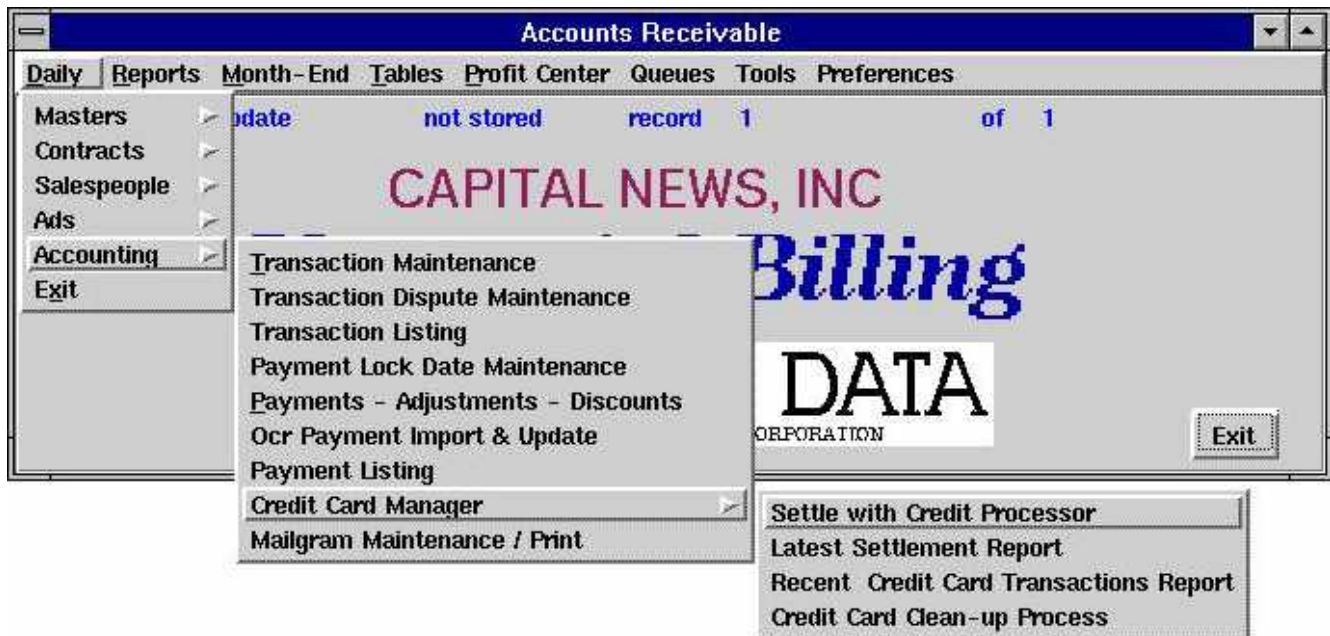 Accounts Receivable
Daily Reports Month-End Tables Profit Center Queues Tools Preferences
Masters
not stored record 1 of 1
Contracts
Salespeople
CAPITAL NEWS, INC
Ads
Accounting
Billing
Exit
Transaction Maintenance
Transaction Dispute Maintenance
Transaction Listing
Payment Lock Date Maintenance
Payments - Adjustments - Discounts
DATA
Ocr Payment Import & Update
Exit
Payment Listing
Credit Card Manager
Settle with Credit Processor
Mailgram Maintenance / Print
Latest Settlement Report
Recent Credit Card Transactions Report
Credit Card Clean-up Process